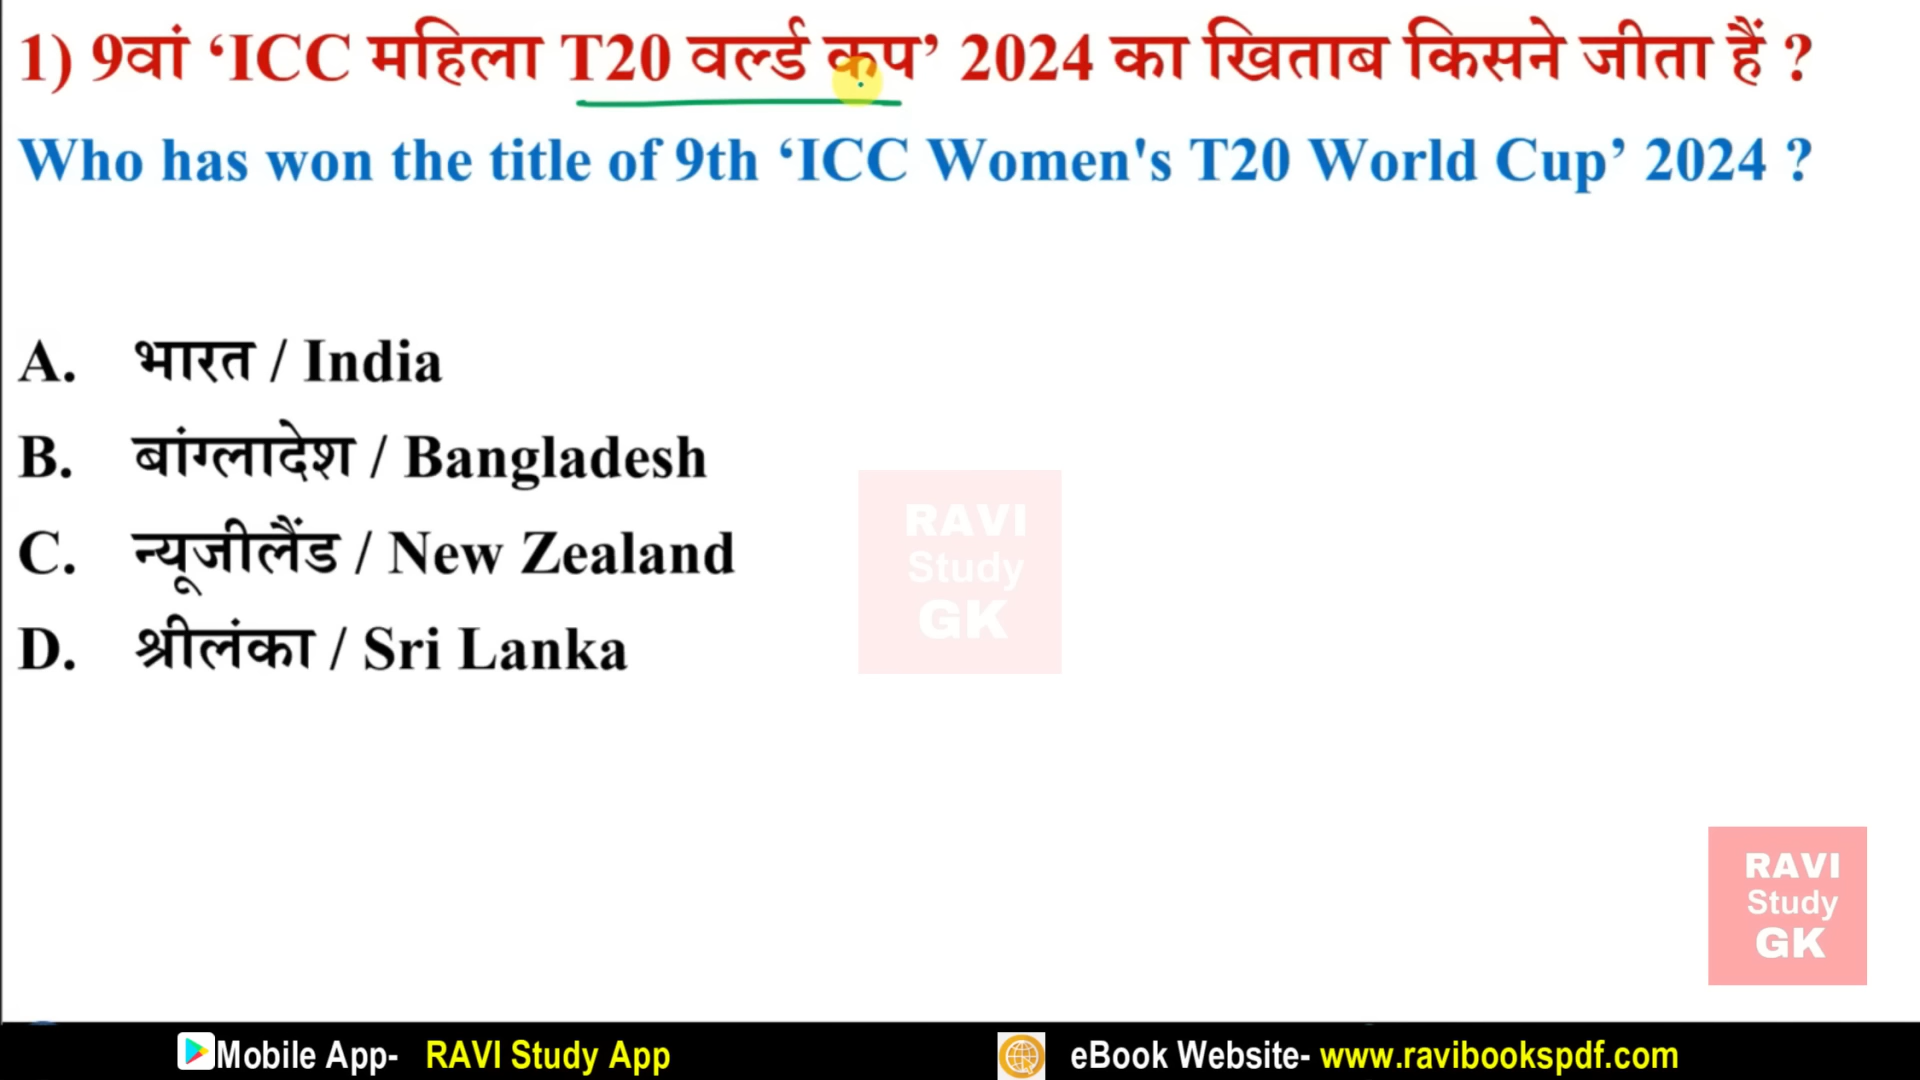 1) 9वां ‘ICC महिला T20 वर्ल्ड कप’ 2024 का खिताब किसने जीता हैं ?
Who has won the title of 9th ‘ICC Women's T20 World Cup’ 2024 ?
A. भारत / India
B. बांग्लादेश / Bangladesh
C. न्यूजीलैंड / New Zealand
D. श्रीलंका / Sri Lanka
RAVI
Study
GK
RAVI
Study
GK
Mobile App- RAVI Study App
eBook Website- www.ravibookspdf.com